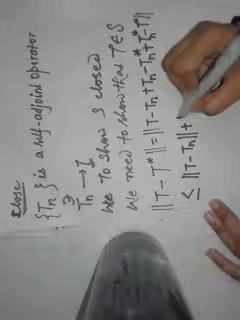 close
{Tn} is a self-adjoint operator
∋
Tn → T
We To show S closed
We need to show that T ∈ S
||T - T*|| = ||T - Tn + Tn - Tn* + Tn* - T*||
≤ ||T - Tn|| +